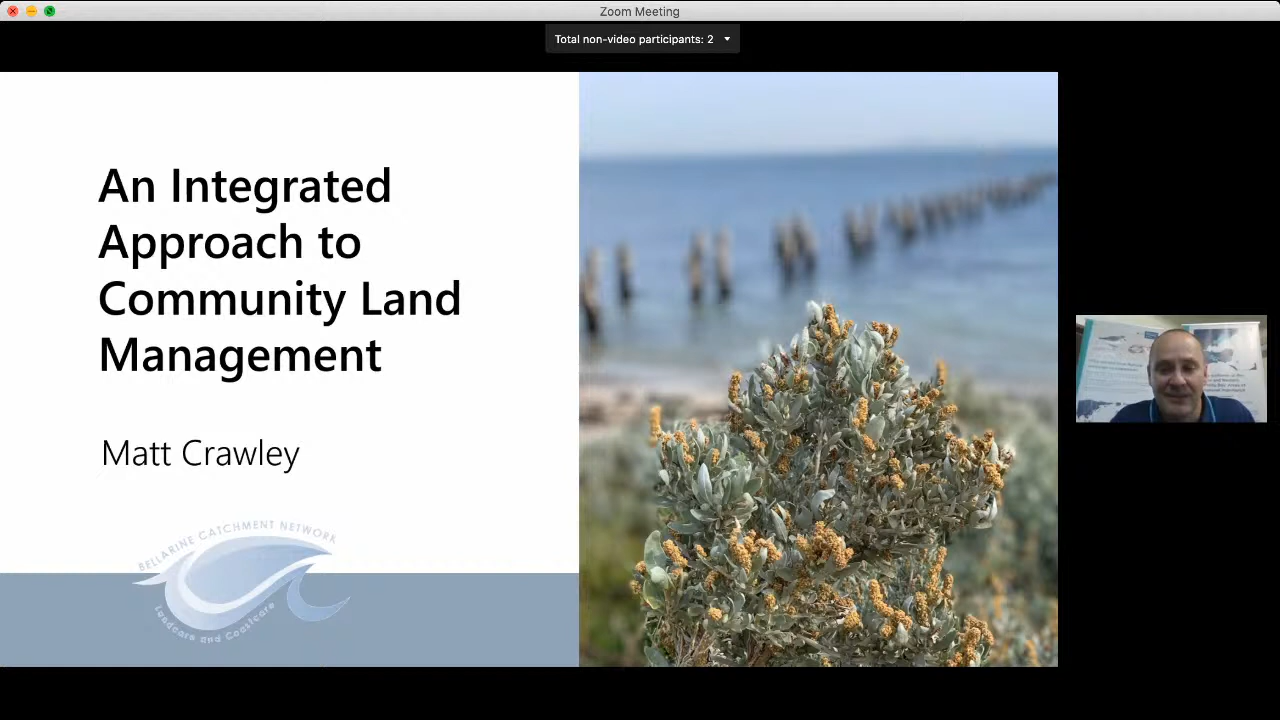 Zoom Meeting
Total non-video participants: 2
An Integrated
Approach to
Community Land
Management
Matt Crawley
BELLARINE CATCHMENT NETWORK
Landcare and Coastcare